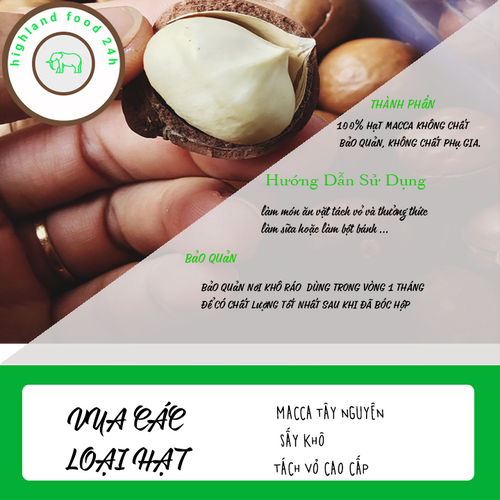 highland food 24h
THÀNH PHẦN
100% HẠT MACCA KHÔNG CHẤT
BẢO QUẢN, KHÔNG CHẤT PHỤ GIA.
Hướng Dẫn Sử Dụng
làm món ăn vặt tách vỏ và thưởng thức
làm sữa hoặc làm bột bánh ...
BẢO QUẢN
BẢO QUẢN NƠI KHÔ RÁO DÙNG TRONG VÒNG 1 THÁNG
ĐỂ CÓ CHẤT LƯỢNG TỐT NHẤT SAU KHI ĐÃ BÓC HỘP
VỰA CÁC
LOẠI HẠT
MACCA TÂY NGUYÊN
SẤY KHÔ
TÁCH VỎ CAO CẤP